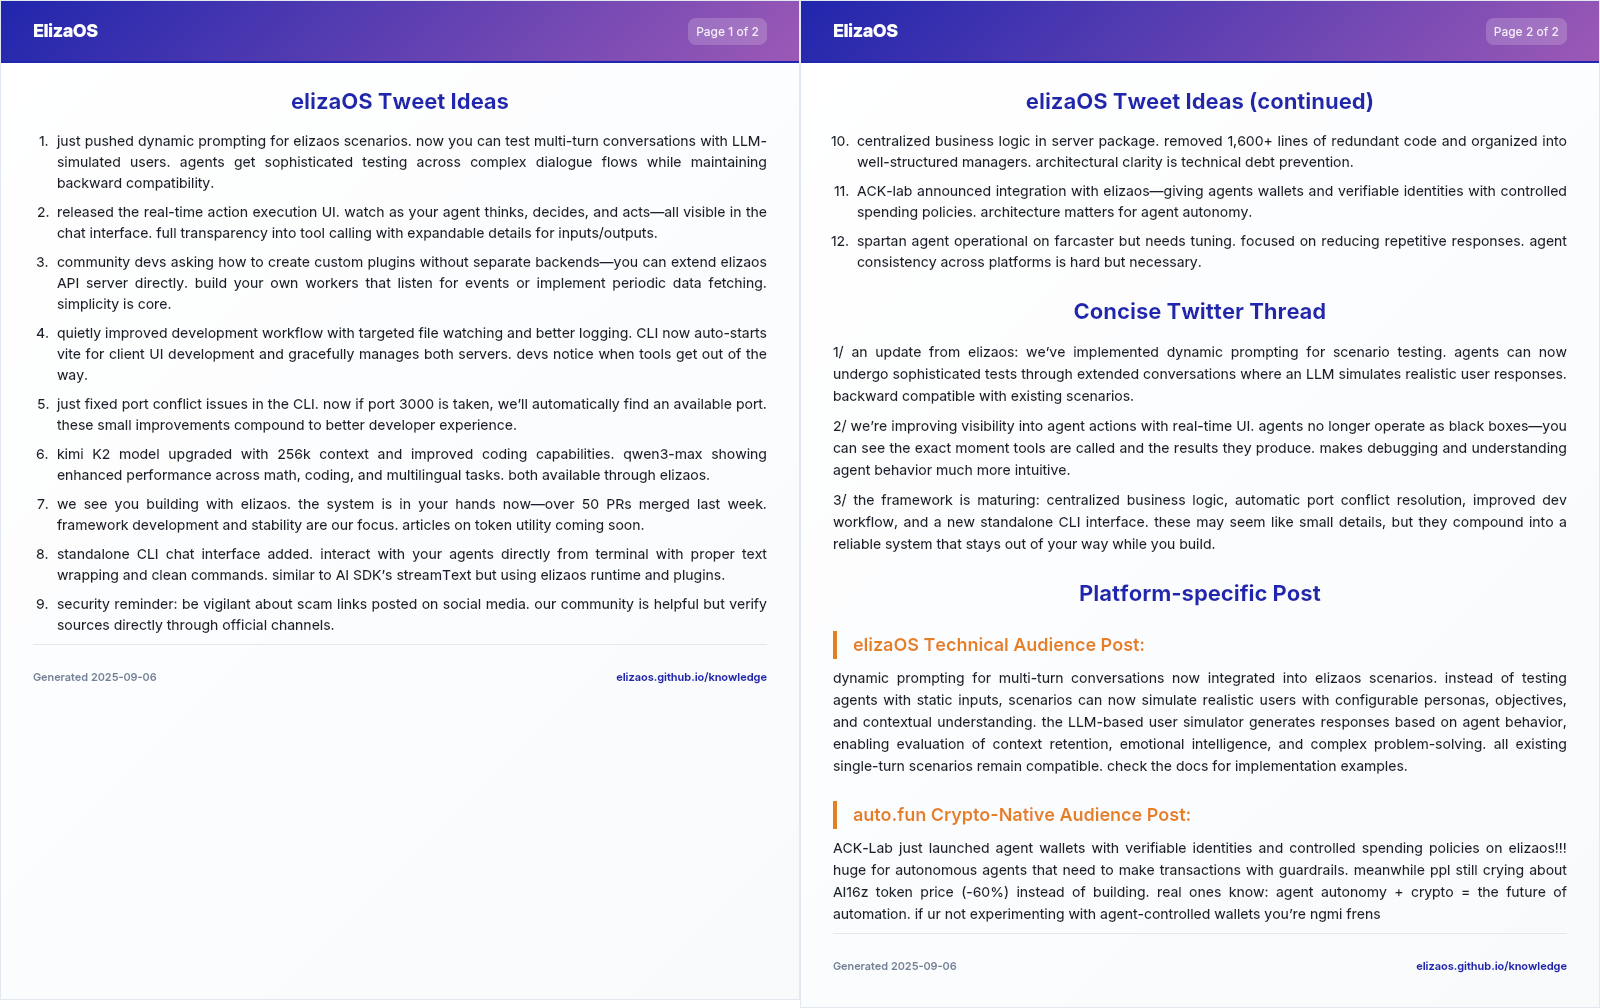 ElizaOS
Page 1 of 2
elizaOS Tweet Ideas
1. just pushed dynamic prompting for elizaos scenarios. now you can test multi-turn conversations with LLM-
simulated users. agents get sophisticated testing across complex dialogue flows while maintaining
backward compatibility.
2. released the real-time action execution UI. watch as your agent thinks, decides, and acts—all visible in the
chat interface. full transparency into tool calling with expandable details for inputs/outputs.
3. community devs asking how to create custom plugins without separate backends—you can extend elizaos
API server directly. build your own workers that listen for events or implement periodic data fetching.
simplicity is core.
4. quietly improved development workflow with targeted file watching and better logging. CLI now auto-starts
vite for client UI development and gracefully manages both servers. devs notice when tools get out of the
way.
5. just fixed port conflict issues in the CLI. now if port 3000 is taken, we’ll automatically find an available port.
these small improvements compound to better developer experience.
6. kimi K2 model upgraded with 256k context and improved coding capabilities. qwen3-max showing
enhanced performance across math, coding, and multilingual tasks. both available through elizaos.
7. we see you building with elizaos. the system is in your hands now—over 50 PRs merged last week.
framework development and stability are our focus. articles on token utility coming soon.
8. standalone CLI chat interface added. interact with your agents directly from terminal with proper text
wrapping and clean commands. similar to AI SDK’s streamText but using elizaos runtime and plugins.
9. security reminder: be vigilant about scam links posted on social media. our community is helpful but verify
sources directly through official channels.
Generated 2025-09-06
elizaos.github.io/knowledge
ElizaOS
Page 2 of 2
elizaOS Tweet Ideas (continued)
10. centralized business logic in server package. removed 1,600+ lines of redundant code and organized into
well-structured managers. architectural clarity is technical debt prevention.
11. ACK-lab announced integration with elizaos—giving agents wallets and verifiable identities with controlled
spending policies. architecture matters for agent autonomy.
12. spartan agent operational on farcaster but needs tuning. focused on reducing repetitive responses. agent
consistency across platforms is hard but necessary.
Concise Twitter Thread
1/ an update from elizaos: we’ve implemented dynamic prompting for scenario testing. agents can now
undergo sophisticated tests through extended conversations where an LLM simulates realistic user responses.
backward compatible with existing scenarios.
2/ we’re improving visibility into agent actions with real-time UI. agents no longer operate as black boxes—you
can see the exact moment tools are called and the results they produce. makes debugging and understanding
agent behavior much more intuitive.
3/ the framework is maturing: centralized business logic, automatic port conflict resolution, improved dev
workflow, and a new standalone CLI interface. these may seem like small details, but they compound into a
reliable system that stays out of your way while you build.
Platform-specific Post
elizaOS Technical Audience Post:
dynamic prompting for multi-turn conversations now integrated into elizaos scenarios. instead of testing
agents with static inputs, scenarios can now simulate realistic users with configurable personas, objectives,
and contextual understanding. the LLM-based user simulator generates responses based on agent behavior,
enabling evaluation of context retention, emotional intelligence, and complex problem-solving. all existing
single-turn scenarios remain compatible. check the docs for implementation examples.
auto.fun Crypto-Native Audience Post:
ACK-Lab just launched agent wallets with verifiable identities and controlled spending policies on elizaos!!!
huge for autonomous agents that need to make transactions with guardrails. meanwhile ppl still crying about
AI16z token price (-60%) instead of building. real ones know: agent autonomy + crypto = the future of
automation. if ur not experimenting with agent-controlled wallets you’re ngmi frens
Generated 2025-09-06
elizaos.github.io/knowledge